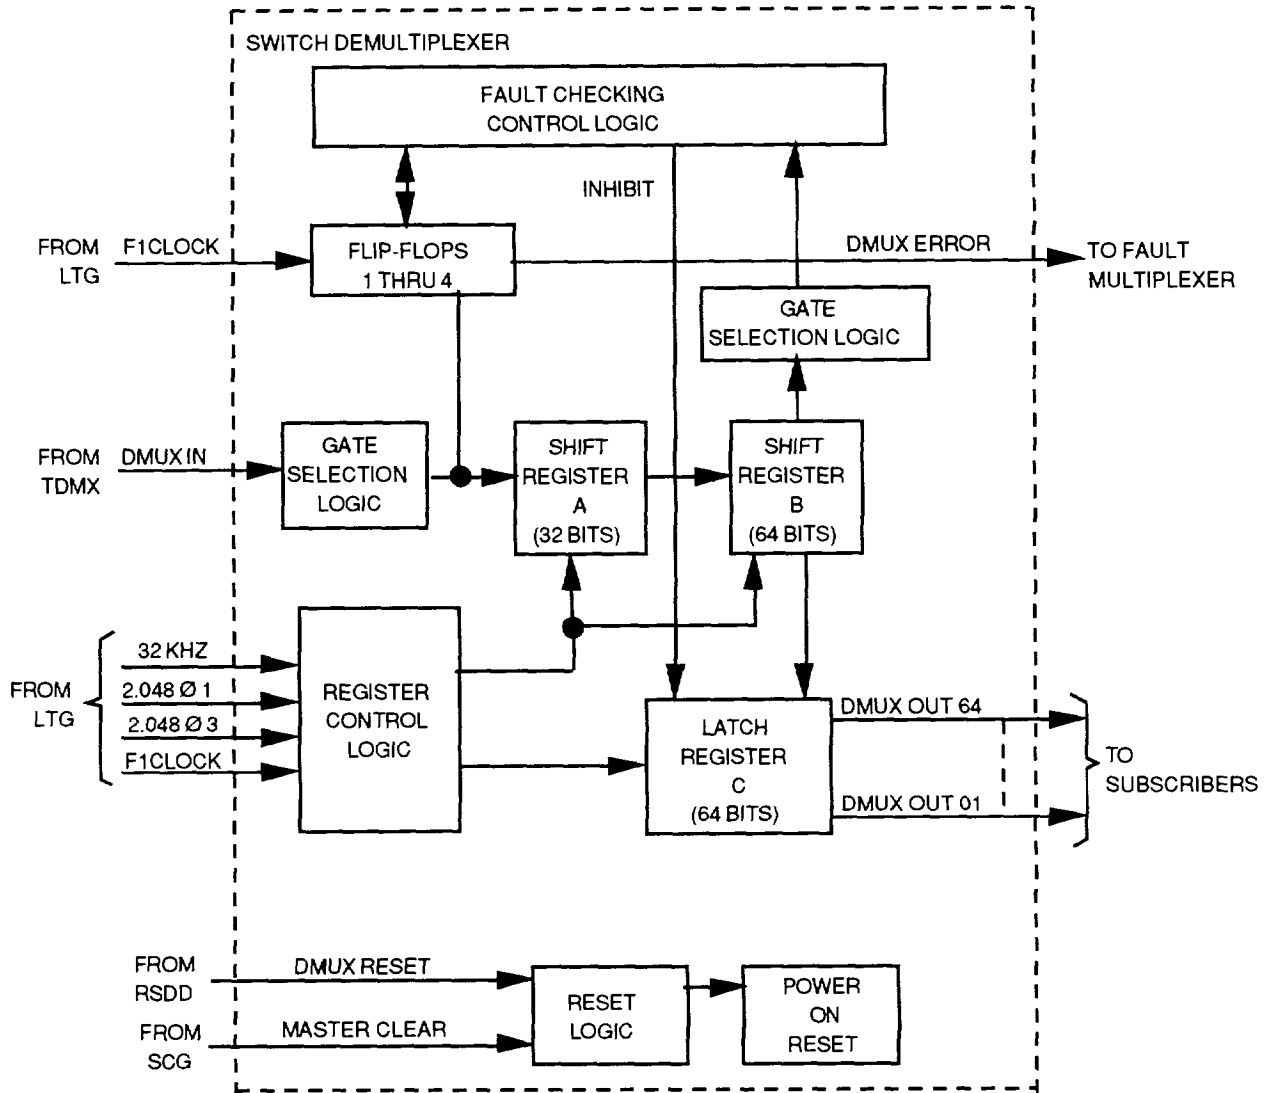 SWITCH DEMULTIPLEXER
FAULT CHECKING
CONTROL LOGIC
INHIBIT
FROM
LTG
F1CLOCK
FLIP-FLOPS
1 THRU 4
DMUX ERROR
TO FAULT
MULTIPLEXER
GATE
SELECTION LOGIC
FROM
TDMX
DMUX IN
GATE
SELECTION
LOGIC
SHIFT
REGISTER
A
(32 BITS)
SHIFT
REGISTER
B
(64 BITS)
FROM
LTG
32 KHZ
2.048 Ø 1
2.048 Ø 3
F1CLOCK
REGISTER
CONTROL
LOGIC
LATCH
REGISTER
C
(64 BITS)
DMUX OUT 64
DMUX OUT 01
TO
SUBSCRIBERS
FROM
RSDD
DMUX RESET
FROM
SCG
MASTER CLEAR
RESET
LOGIC
POWER
ON
RESET